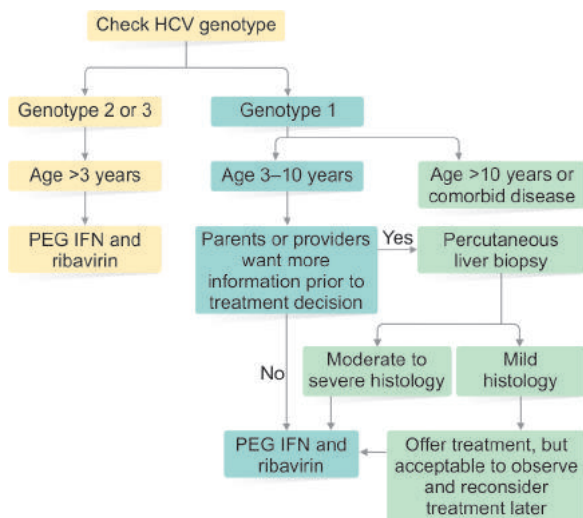 Check HCV genotype
Genotype 2 or 3
Genotype 1
Age >3 years
Age 3–10 years
Age >10 years or
comorbid disease
PEG IFN and
ribavirin
Parents or providers
want more
information prior to
treatment decision
Yes
Percutaneous
liver biopsy
No
Moderate to
severe histology
Mild
histology
PEG IFN and
ribavirin
Offer treatment, but
acceptable to observe
and reconsider
treatment later